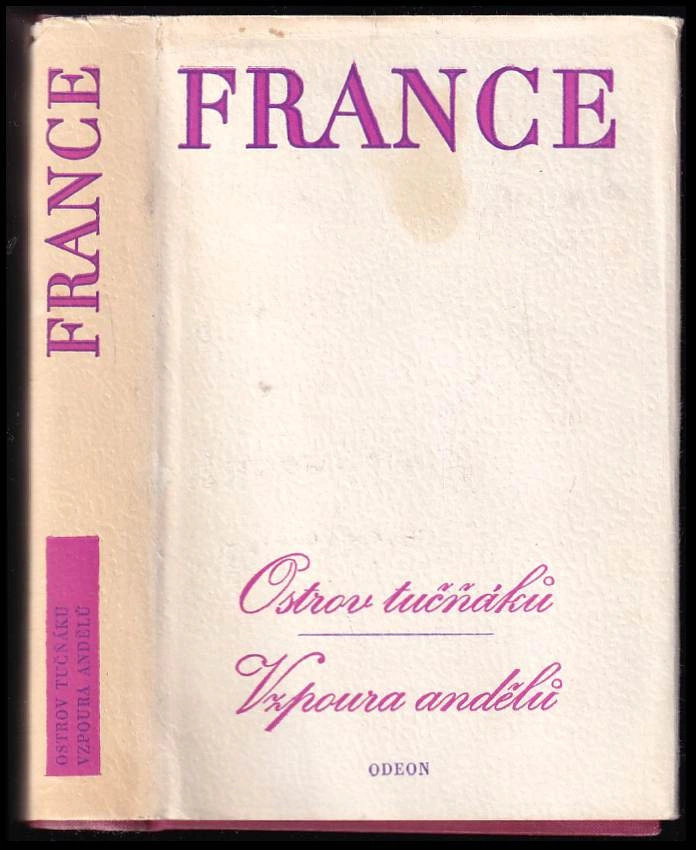 FRANCE
OSTROV TUČŇÁKŮ
VZPOURA ANDĚLŮ
FRANCE
Ostrov tučňáků
Vzpoura andělů
ODEON